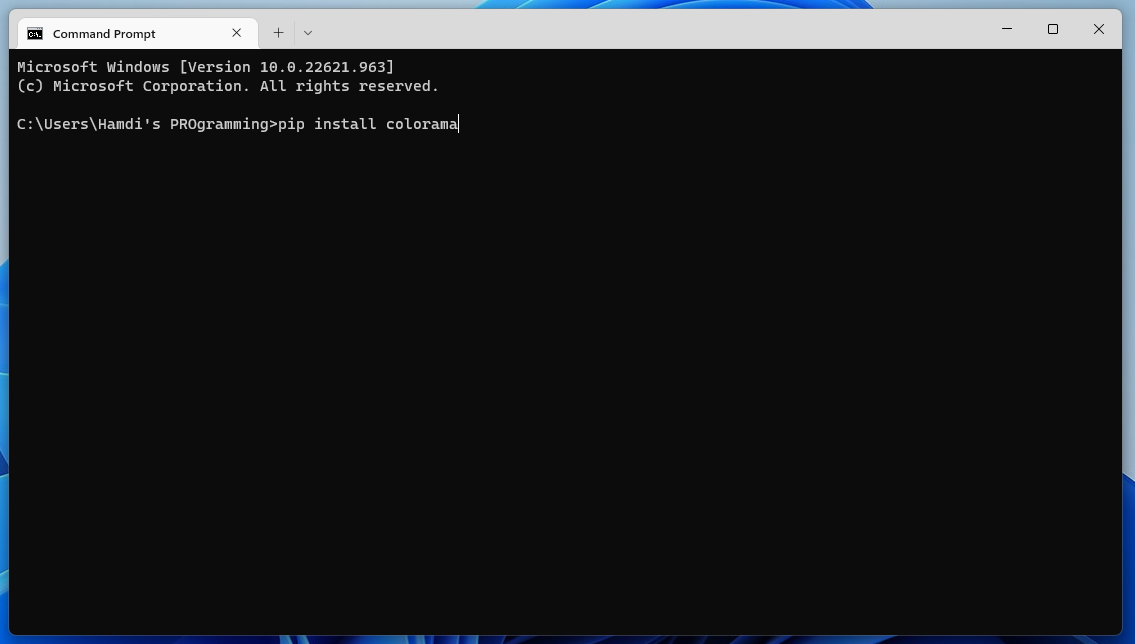 Command Prompt
Microsoft Windows [Version 10.0.22621.963]
(c) Microsoft Corporation. All rights reserved.
C:\Users\Hamdi's PROgramming>pip install colorama